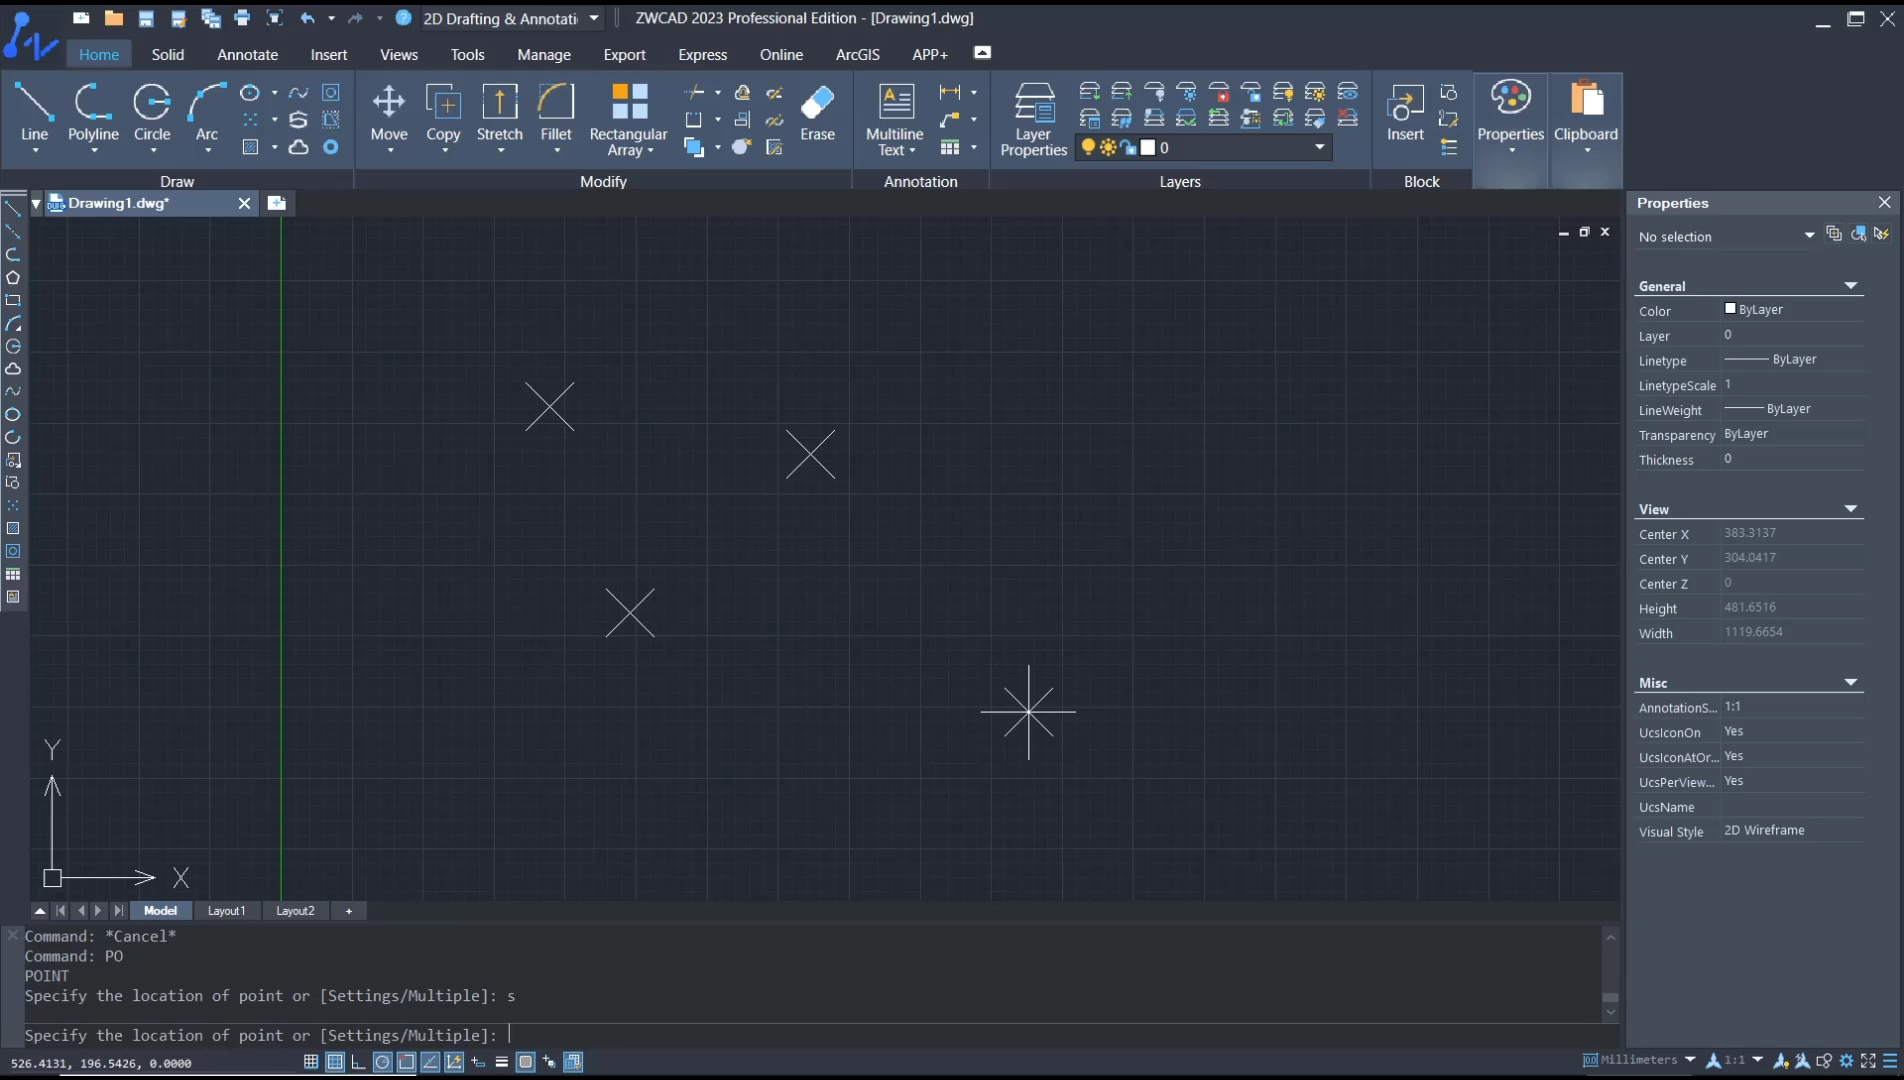 2D Drafting & Annotati
ZWCAD 2023 Professional Edition - [Drawing1.dwg]
Home Solid Annotate Insert Views Tools Manage Export Express Online ArcGIS APP+
Line Polyline Circle Arc
Move Copy Stretch Fillet Rectangular Array Erase
Multiline Text
Layer Properties
0
Insert Properties Clipboard
Draw Modify Annotation Layers Block
Drawing1.dwg*
Properties
No selection
General
Color ByLayer
Layer 0
Linetype ByLayer
LinetypeScale 1
LineWeight ByLayer
Transparency ByLayer
Thickness 0
View
Center X 383.3137
Center Y 304.0417
Center Z 0
Height 481.6516
Width 1119.6654
Misc
AnnotationS... 1:1
UcsIconOn Yes
UcsIconAtOr... Yes
UcsPerView... Yes
UcsName
Visual Style 2D Wireframe
Y
X
Model Layout1 Layout2 +
Command: *Cancel*
Command: PO
POINT
Specify the location of point or [Settings/Multiple]: s
Specify the location of point or [Settings/Multiple]:
526.4131, 196.5426, 0.0000
Millimeters 1:1